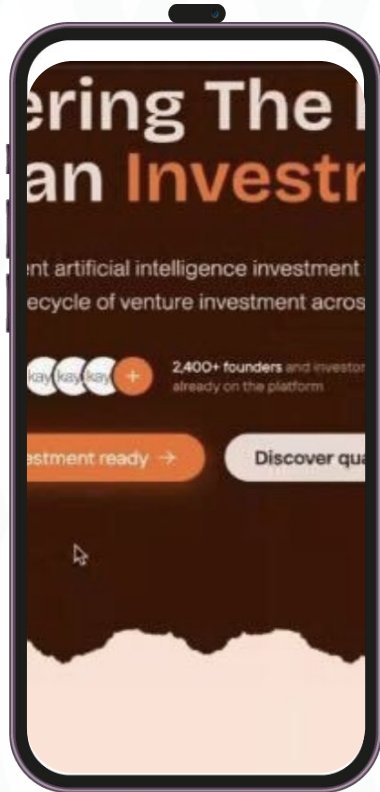 ering The
an Investr
ent artificial intelligence investment
ecycle of venture investment acros
kay kay kay +
2,400+ founders and investor
already on the platform
estment ready →
Discover qua